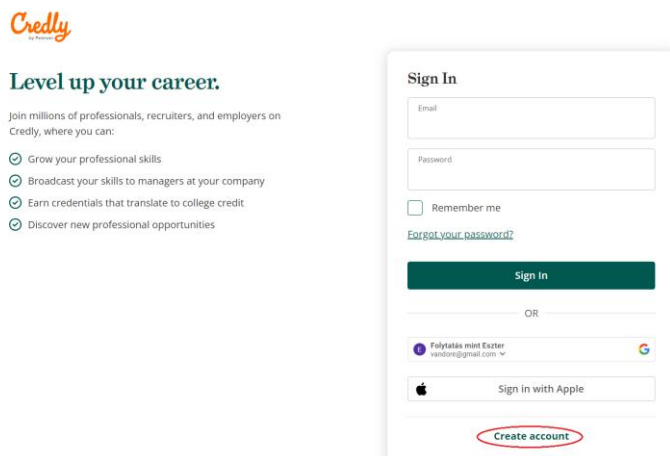 Credly
by Pearson
Level up your career.
Join millions of professionals, recruiters, and employers on
Credly, where you can:
Grow your professional skills
Broadcast your skills to managers at your company
Earn credentials that translate to college credit
Discover new professional opportunities
Sign In
Email
Password
Remember me
Forgot your password?
Sign In
OR
E
Folytatás mint Eszter
vandore@gmail.com
G
Sign in with Apple
Create account